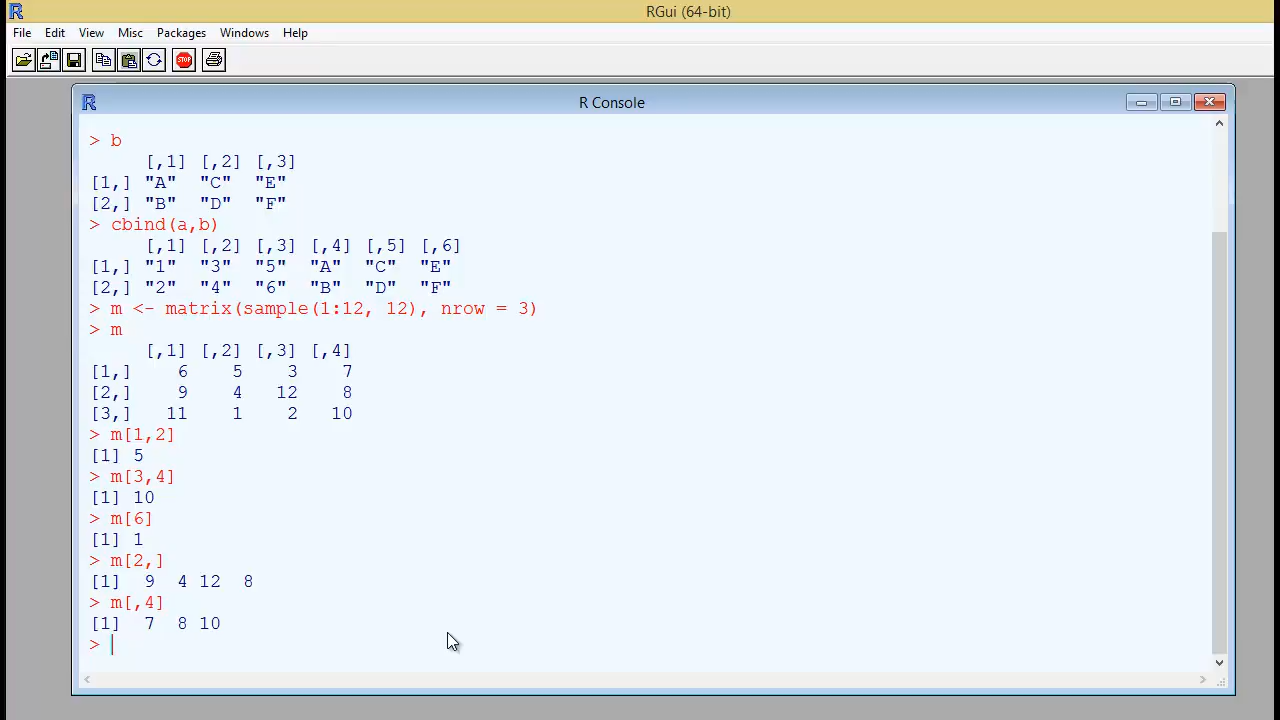 RGui (64-bit)
File Edit View Misc Packages Windows Help
STOP
R Console
> b
     [,1] [,2] [,3]
[1,] "A"  "C"  "E"
[2,] "B"  "D"  "F"
> cbind(a,b)
     [,1] [,2] [,3] [,4] [,5] [,6]
[1,] "1"  "3"  "5"  "A"  "C"  "E"
[2,] "2"  "4"  "6"  "B"  "D"  "F"
> m <- matrix(sample(1:12, 12), nrow = 3)
> m
     [,1] [,2] [,3] [,4]
[1,]    6    5    3    7
[2,]    9    4   12    8
[3,]   11    1    2   10
> m[1,2]
[1] 5
> m[3,4]
[1] 10
> m[6]
[1] 1
> m[2,]
[1]  9  4 12  8
> m[,4]
[1]  7  8 10
>